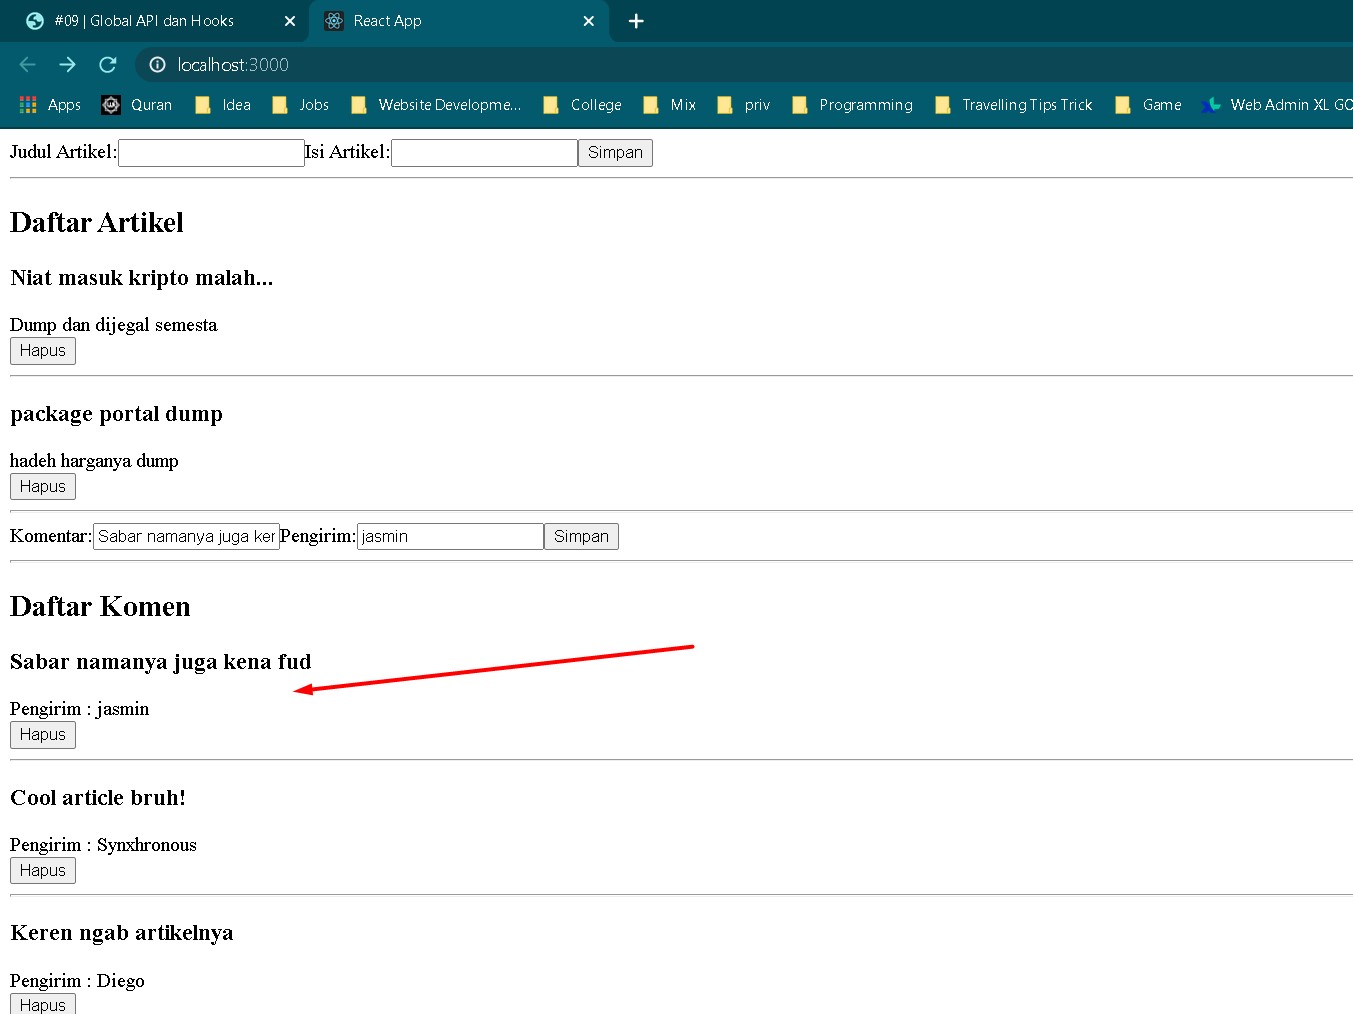 #09 | Global API dan Hooks
React App
localhost:3000
Apps Quran Idea Jobs Website Developme... College Mix priv Programming Travelling Tips Trick Game Web Admin XL GO
Judul Artikel: Isi Artikel: Simpan
Daftar Artikel
Niat masuk kripto malah...
Dump dan dijegal semesta
Hapus
package portal dump
hadeh harganya dump
Hapus
Komentar: Sabar namanya juga ker Pengirim: jasmin Simpan
Daftar Komen
Sabar namanya juga kena fud
Pengirim : jasmin
Hapus
Cool article bruh!
Pengirim : Synxhronous
Hapus
Keren ngab artikelnya
Pengirim : Diego
Hapus